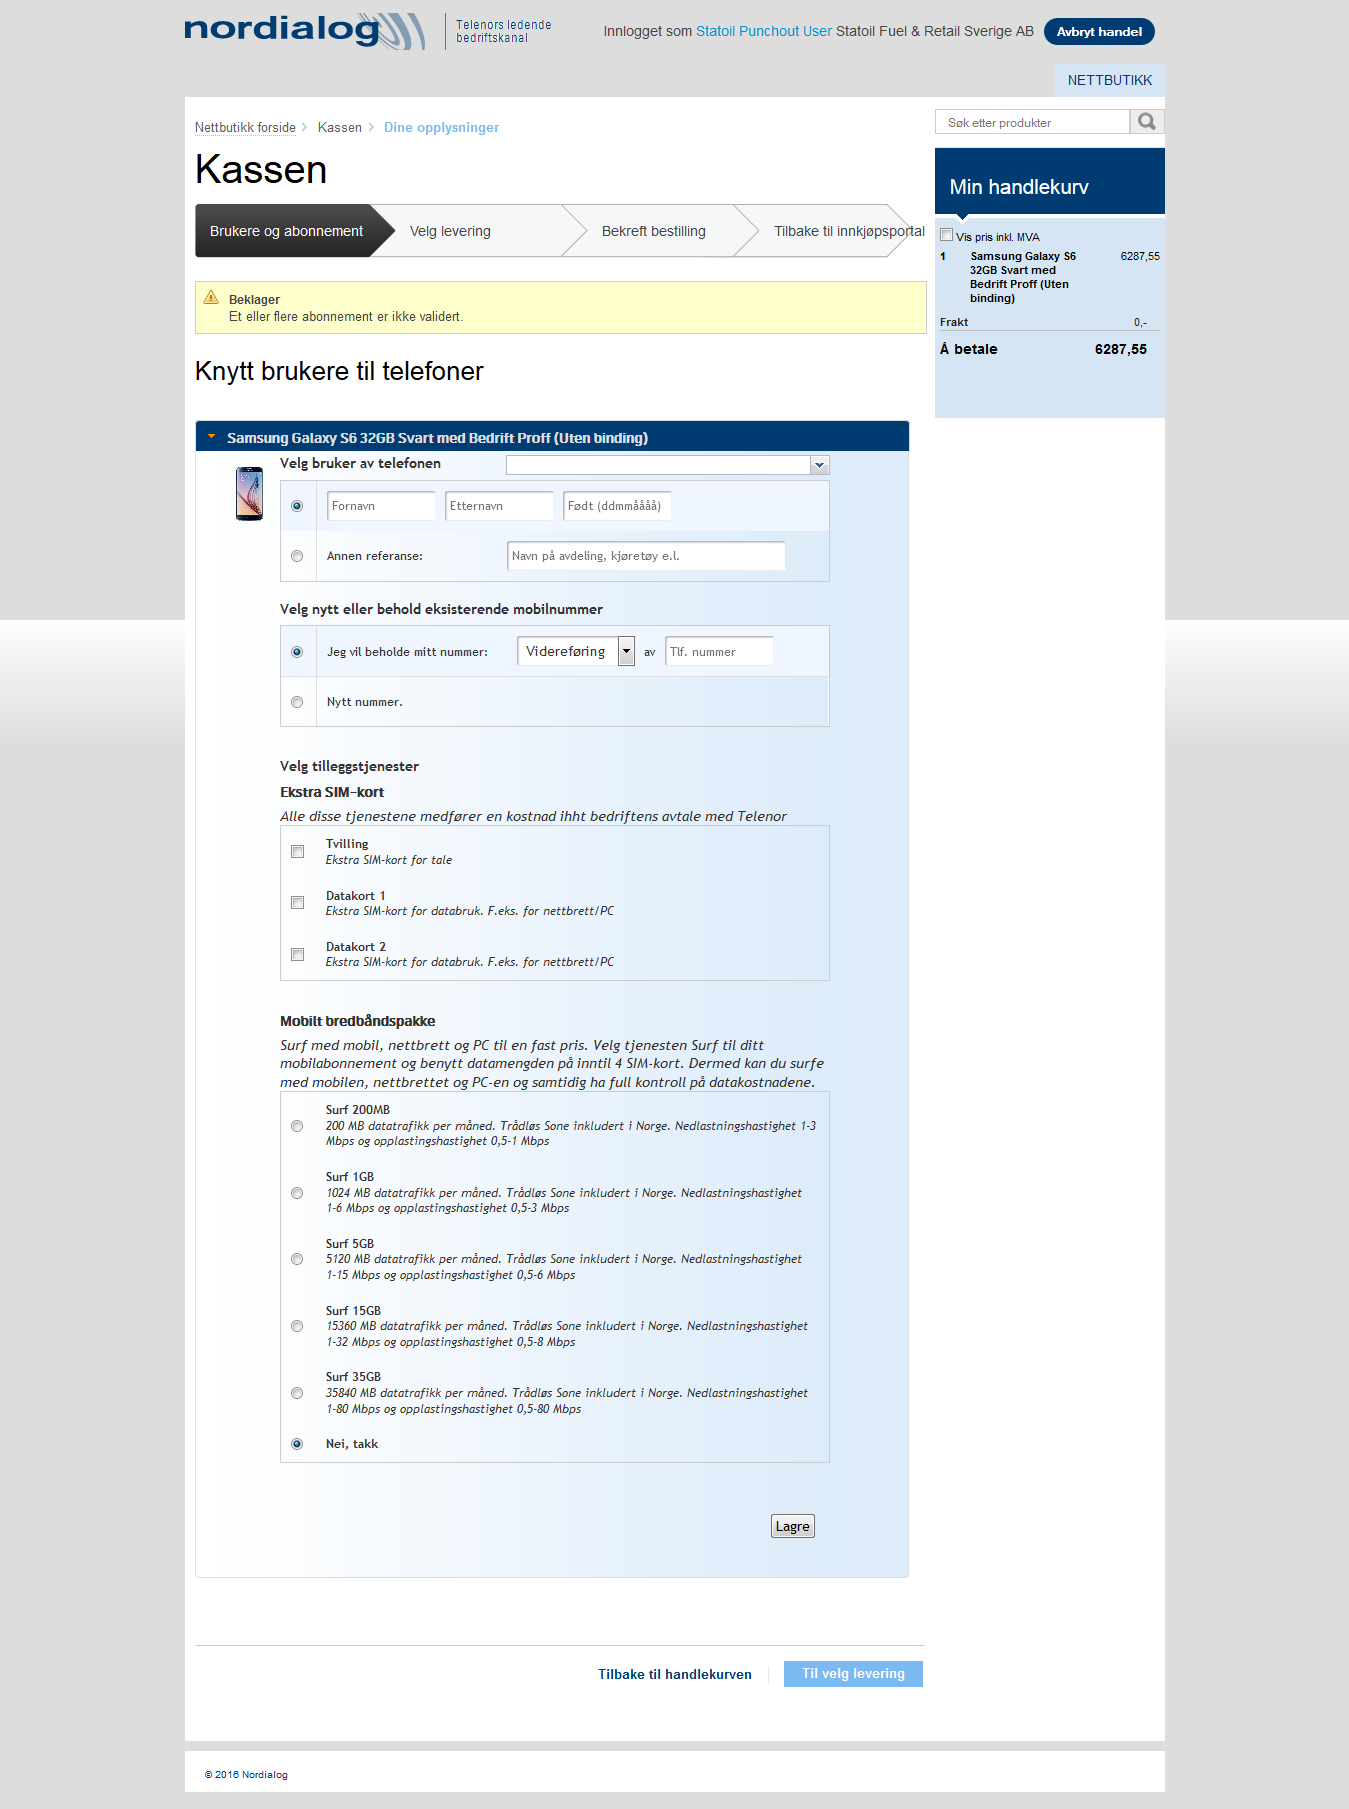 nordialog
Telenors ledende
bedriftskanal
Innlogget som Statoil Punchout User Statoil Fuel & Retail Sverige AB
Avbryt handel
NETTBUTIKK
Nettbutikk forside
Kassen
Dine opplysninger
Søk etter produkter
Kassen
Brukere og abonnement
Velg levering
Bekreft bestilling
Tilbake til innkjøpsportal
Min handlekurv
Vis pris inkl. MVA
1 Samsung Galaxy S6 6287,55
32GB Svart med
Bedrift Proff (Uten
binding)
Frakt 0,-
Å betale 6287,55
Beklager
Et eller flere abonnement er ikke validert.
Knytt brukere til telefoner
Samsung Galaxy S6 32GB Svart med Bedrift Proff (Uten binding)
Velg bruker av telefonen
Fornavn
Etternavn
Født (ddmmåååå)
Annen referanse:
Navn på avdeling, kjøretøy e.l.
Velg nytt eller behold eksisterende mobilnummer
Jeg vil beholde mitt nummer:
Videreføring
av
Tlf. nummer
Nytt nummer.
Velg tilleggstjenester
Ekstra SIM-kort
Alle disse tjenestene medfører en kostnad ihht bedriftens avtale med Telenor
Tvilling
Ekstra SIM-kort for tale
Datakort 1
Ekstra SIM-kort for databruk. F.eks. for nettbrett/PC
Datakort 2
Ekstra SIM-kort for databruk. F.eks. for nettbrett/PC
Mobilt bredbåndspakke
Surf med mobil, nettbrett og PC til en fast pris. Velg tjenesten Surf til ditt
mobilabonnement og benytt datamengden på inntil 4 SIM-kort. Dermed kan du surfe
med mobilen, nettbrettet og PC-en og samtidig ha full kontroll på datakostnadene.
Surf 200MB
200 MB datatrafikk per måned. Trådløs Sone inkludert i Norge. Nedlastningshastighet 1-3
Mbps og opplastingshastighet 0,5-1 Mbps
Surf 1GB
1024 MB datatrafikk per måned. Trådløs Sone inkludert i Norge. Nedlastningshastighet
1-6 Mbps og opplastingshastighet 0,5-3 Mbps
Surf 5GB
5120 MB datatrafikk per måned. Trådløs Sone inkludert i Norge. Nedlastningshastighet
1-15 Mbps og opplastingshastighet 0,5-6 Mbps
Surf 15GB
15360 MB datatrafikk per måned. Trådløs Sone inkludert i Norge. Nedlastningshastighet
1-32 Mbps og opplastingshastighet 0,5-8 Mbps
Surf 35GB
35840 MB datatrafikk per måned. Trådløs Sone inkludert i Norge. Nedlastningshastighet
1-80 Mbps og opplastingshastighet 0,5-80 Mbps
Nei, takk
Lagre
Tilbake til handlekurven
Til velg levering
© 2016 Nordialog